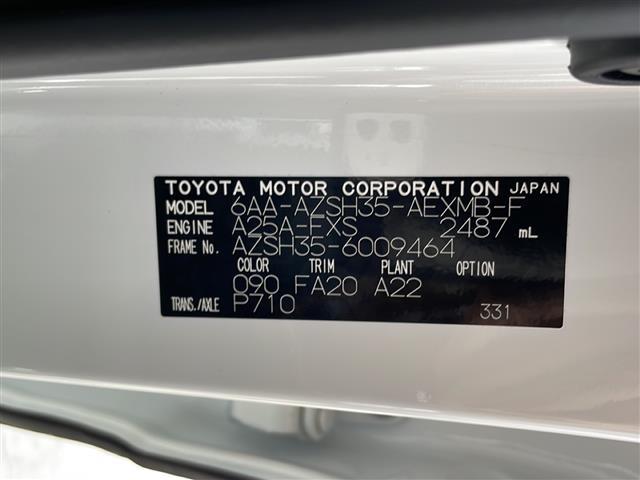 TOYOTA MOTOR CORPORATION JAPAN
MODEL 6AA-AZSH35-AEXMB-F
ENGINE A25A-FXS 2487 mL
FRAME No. AZSH35-6009464
COLOR TRIM PLANT OPTION
090 FA20 A22
TRANS./AXLE P710 331